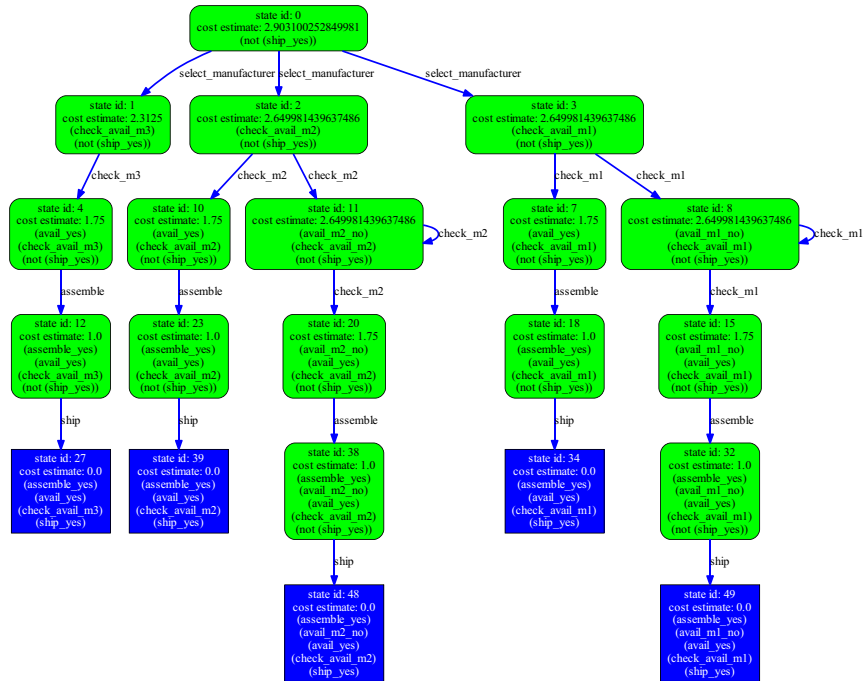 state id: 0
cost estimate: 2.903100252849981
(not (ship_yes))
select_manufacturer
select_manufacturer
select_manufacturer
state id: 1
cost estimate: 2.3125
(check_avail_m3)
(not (ship_yes))
state id: 2
cost estimate: 2.649981439637486
(check_avail_m2)
(not (ship_yes))
state id: 3
cost estimate: 2.649981439637486
(check_avail_m1)
(not (ship_yes))
check_m3
check_m2
check_m2
check_m1
check_m1
state id: 4
cost estimate: 1.75
(avail_yes)
(check_avail_m3)
(not (ship_yes))
state id: 10
cost estimate: 1.75
(avail_yes)
(check_avail_m2)
(not (ship_yes))
state id: 11
cost estimate: 2.649981439637486
(avail_m2_no)
(check_avail_m2)
(not (ship_yes))
check_m2
state id: 7
cost estimate: 1.75
(avail_yes)
(check_avail_m1)
(not (ship_yes))
state id: 8
cost estimate: 2.649981439637486
(avail_m1_no)
(check_avail_m1)
(not (ship_yes))
check_m1
assemble
assemble
check_m2
assemble
check_m1
state id: 12
cost estimate: 1.0
(assemble_yes)
(avail_yes)
(check_avail_m3)
(not (ship_yes))
state id: 23
cost estimate: 1.0
(assemble_yes)
(avail_yes)
(check_avail_m2)
(not (ship_yes))
state id: 20
cost estimate: 1.75
(avail_m2_no)
(avail_yes)
(check_avail_m2)
(not (ship_yes))
state id: 18
cost estimate: 1.0
(assemble_yes)
(avail_yes)
(check_avail_m1)
(not (ship_yes))
state id: 15
cost estimate: 1.75
(avail_m1_no)
(avail_yes)
(check_avail_m1)
(not (ship_yes))
ship
ship
assemble
ship
assemble
state id: 27
cost estimate: 0.0
(assemble_yes)
(avail_yes)
(check_avail_m3)
(ship_yes)
state id: 39
cost estimate: 0.0
(assemble_yes)
(avail_yes)
(check_avail_m2)
(ship_yes)
state id: 38
cost estimate: 1.0
(assemble_yes)
(avail_m2_no)
(avail_yes)
(check_avail_m2)
(not (ship_yes))
state id: 34
cost estimate: 0.0
(assemble_yes)
(avail_yes)
(check_avail_m1)
(ship_yes)
state id: 32
cost estimate: 1.0
(assemble_yes)
(avail_m1_no)
(avail_yes)
(check_avail_m1)
(not (ship_yes))
ship
ship
state id: 48
cost estimate: 0.0
(assemble_yes)
(avail_m2_no)
(avail_yes)
(check_avail_m2)
(ship_yes)
state id: 49
cost estimate: 0.0
(assemble_yes)
(avail_m1_no)
(avail_yes)
(check_avail_m1)
(ship_yes)